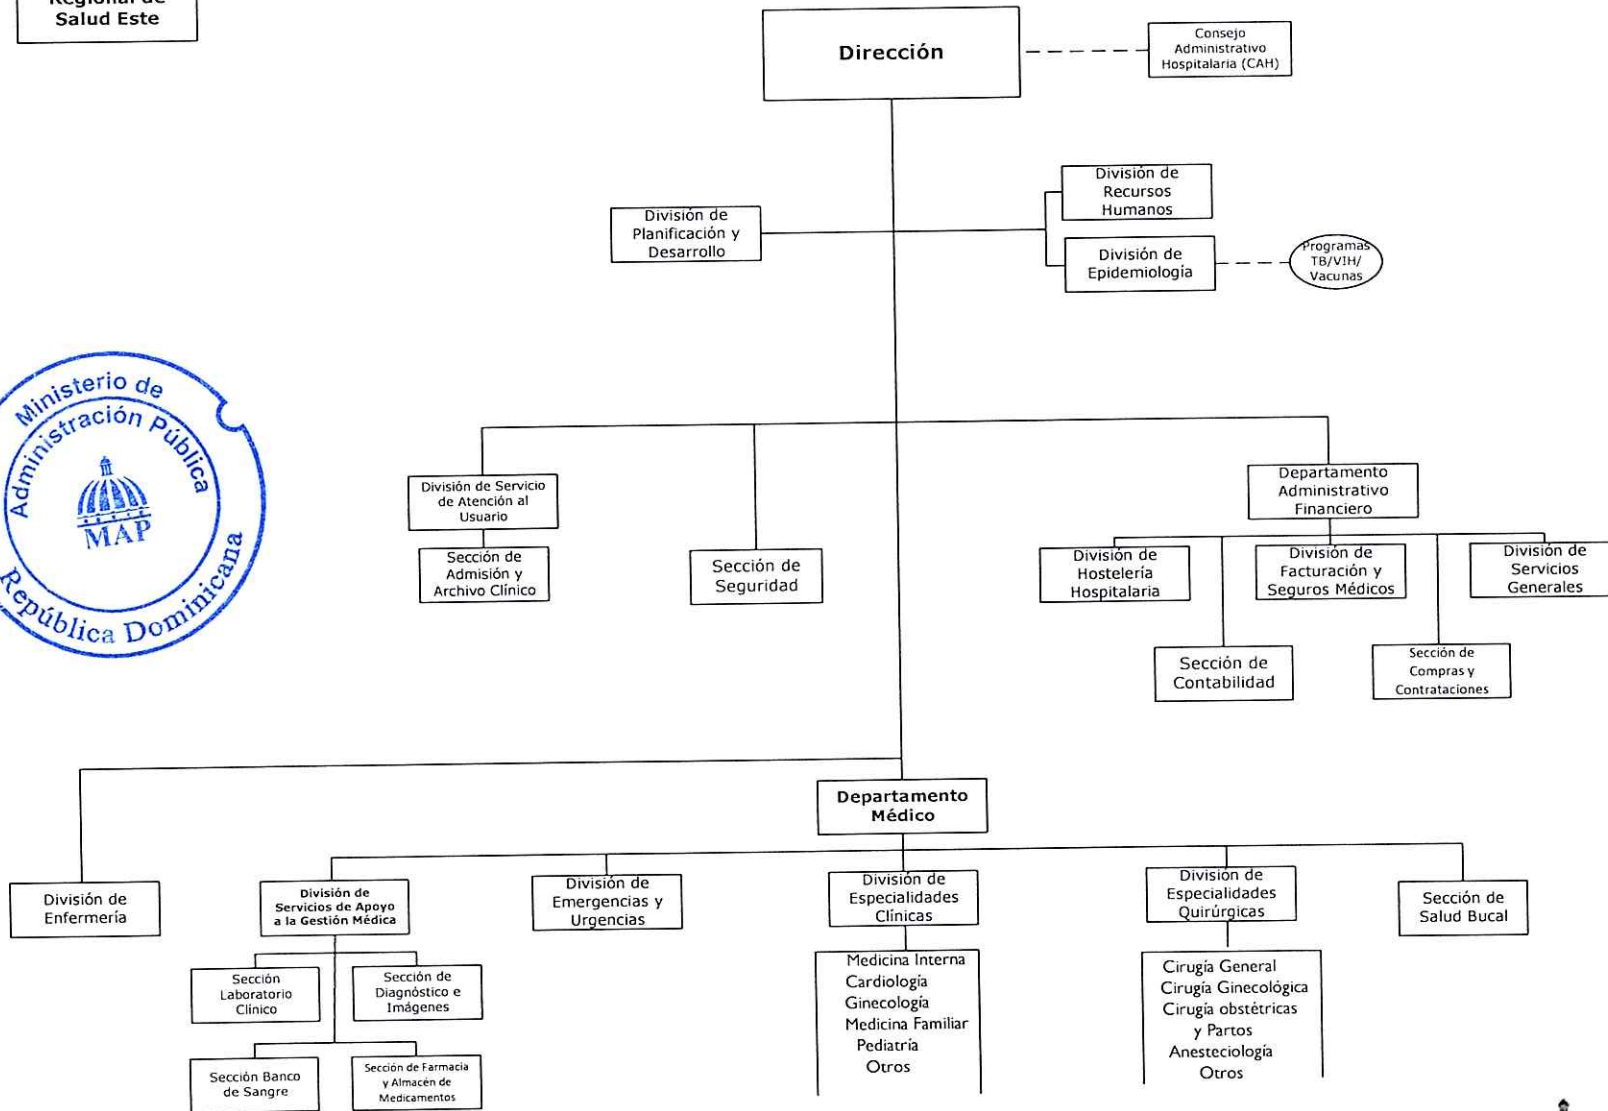 Regional de
Salud Este
Dirección
Consejo
Administrativo
Hospitalaria (CAH)
División de
Recursos
Humanos
División de
Planificación y
Desarrollo
División de
Epidemiología
Programas
TB/VIH/
Vacunas
Ministerio de
Administración Pública
MAP
República Dominicana
División de Servicio
de Atención al
Usuario
Sección de
Admisión y
Archivo Clínico
Sección de
Seguridad
Departamento
Administrativo
Financiero
División de
Hostelería
Hospitalaria
División de
Facturación y
Seguros Médicos
División de
Servicios
Generales
Sección de
Contabilidad
Sección de
Compras y
Contrataciones
Departamento
Médico
División de
Enfermería
División de
Servicios de Apoyo
a la Gestión Médica
División de
Emergencias y
Urgencias
División de
Especialidades
Clínicas
División de
Especialidades
Quirúrgicas
Sección de
Salud Bucal
Sección
Laboratorio
Clínico
Sección de
Diagnóstico e
Imágenes
Sección Banco
de Sangre
Sección de Farmacia
y Almacén de
Medicamentos
Medicina Interna
Cardiología
Ginecología
Medicina Familiar
Pediatría
Otros
Cirugía General
Cirugía Ginecológica
Cirugía obstétricas
y Partos
Anesteciología
Otros